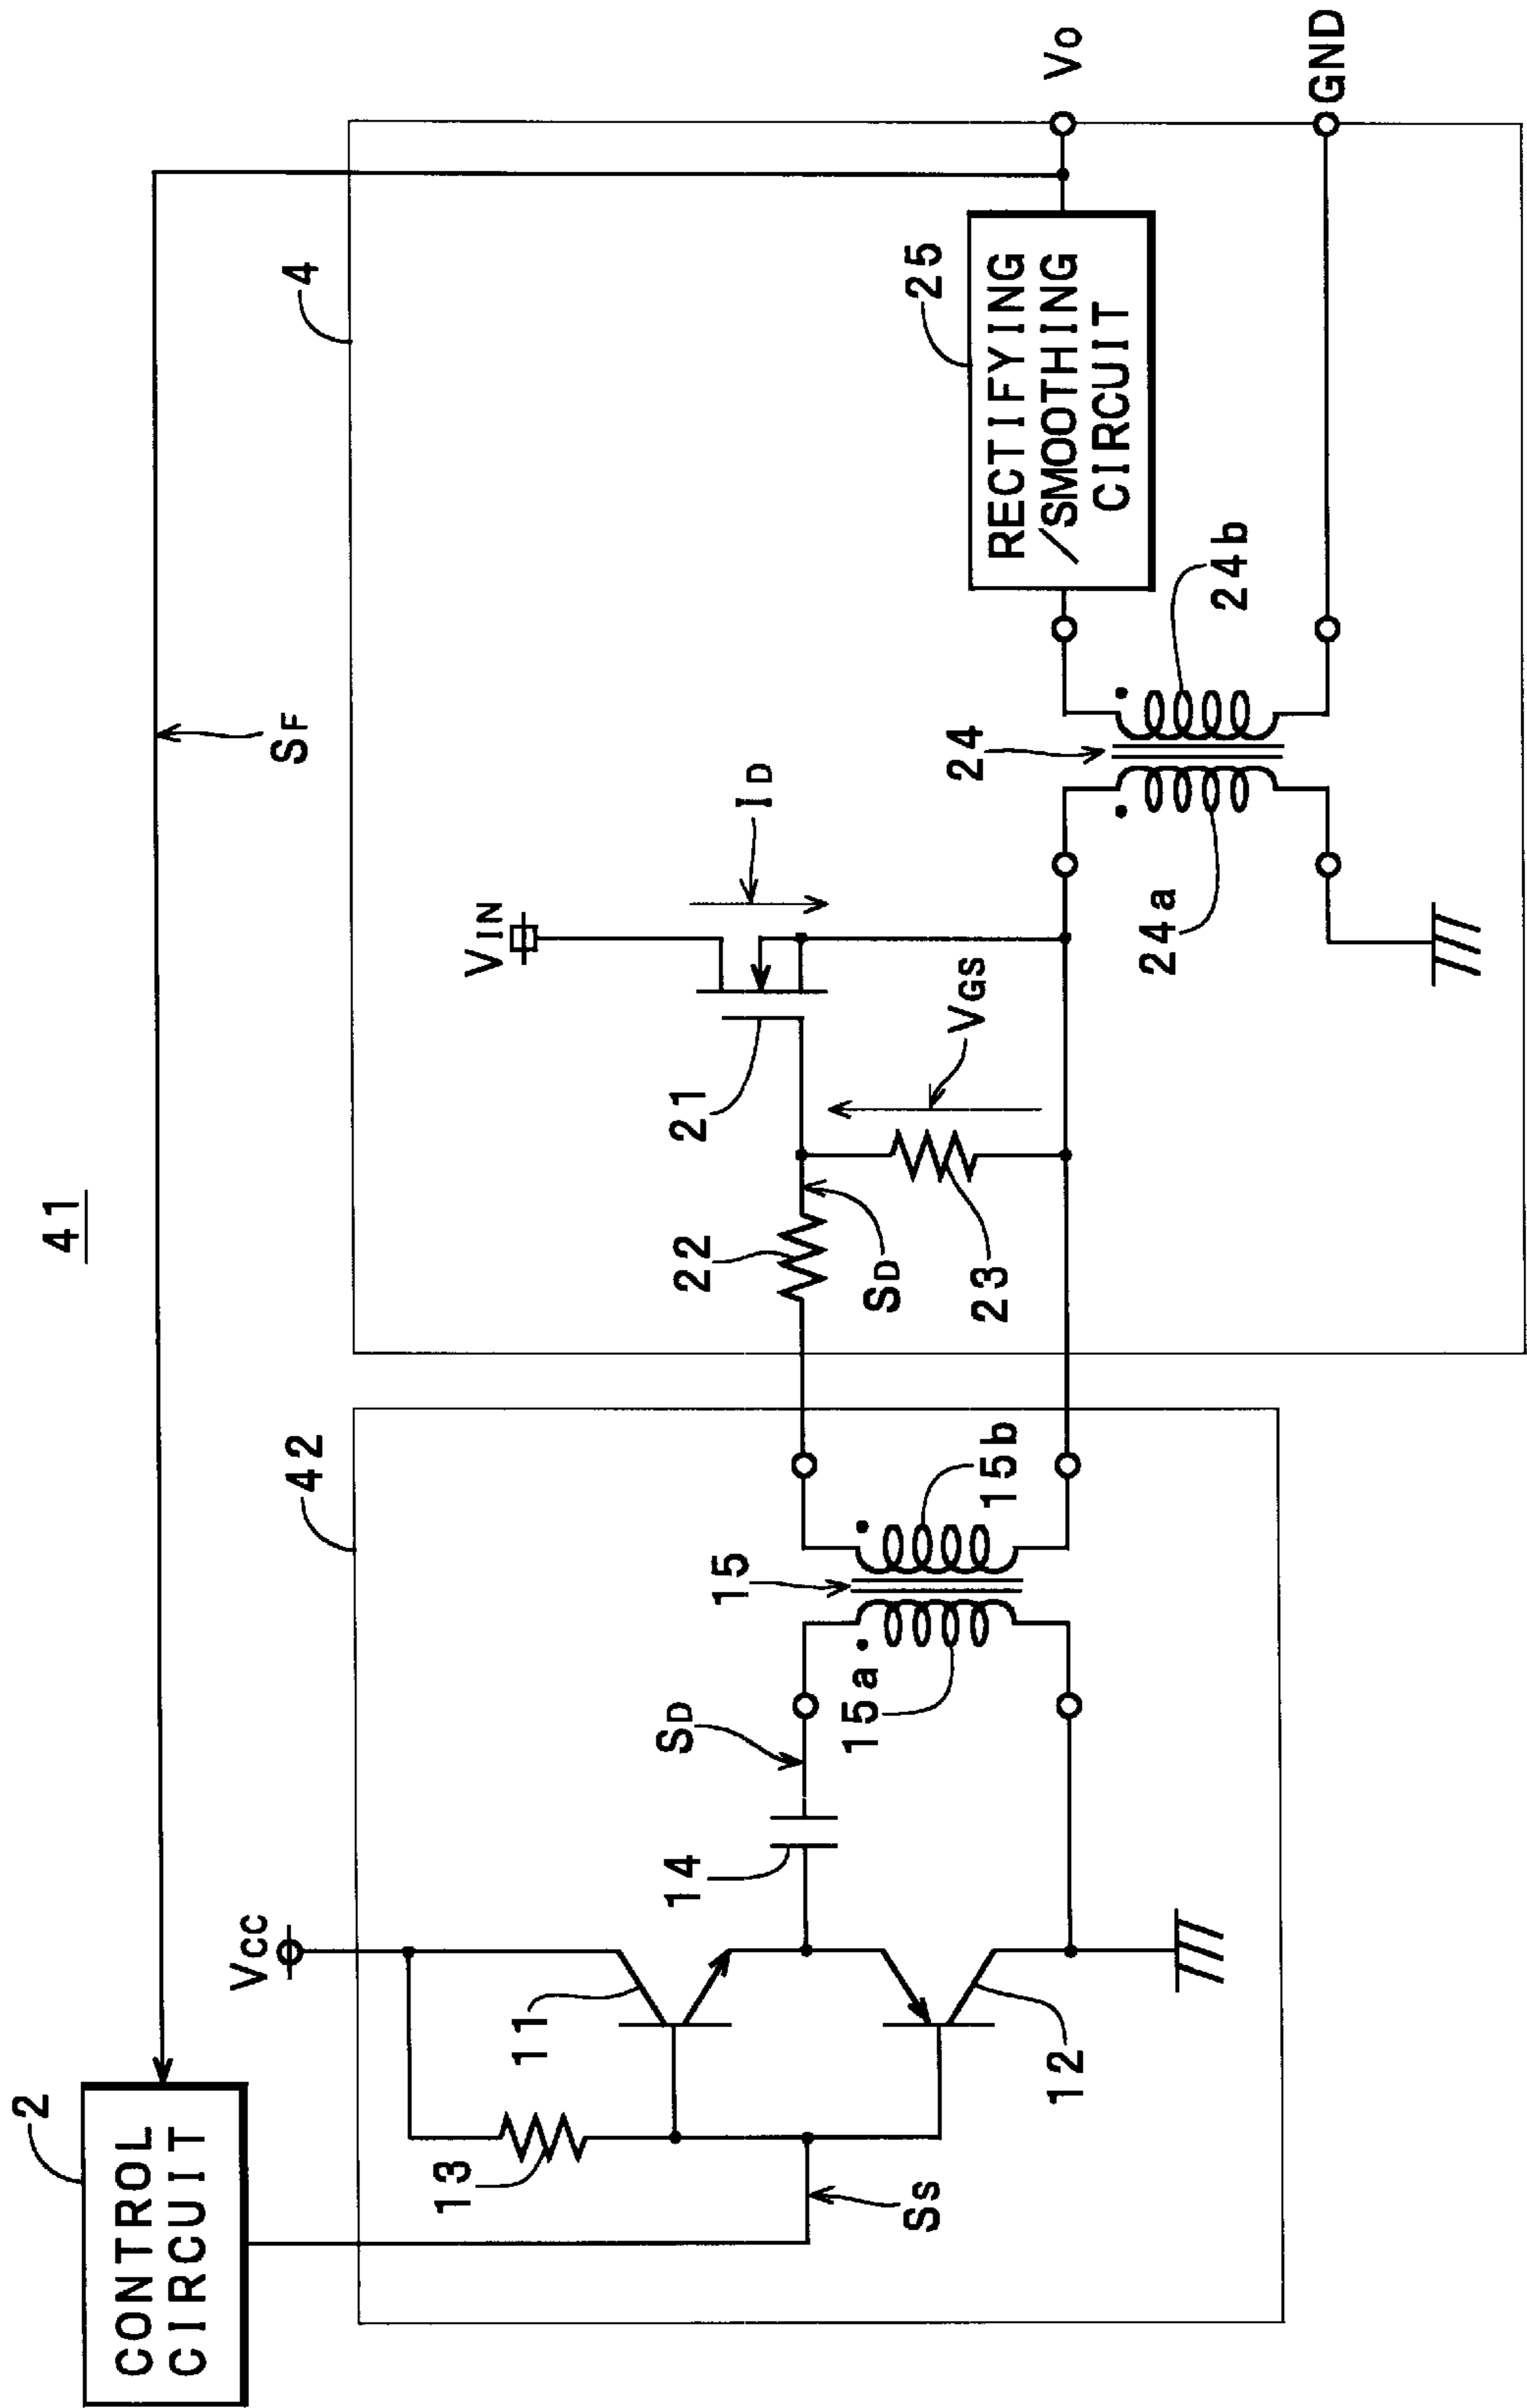 41
2
CONTROL
CIRCUIT
SF
42
4
VCC
13
11
14
SD
15
22
21
VIN
ID
SS
12
15a
15b
SD
23
VGS
24
24a
24b
25
RECTIFYING
/SMOOTHING
CIRCUIT
VO
GND